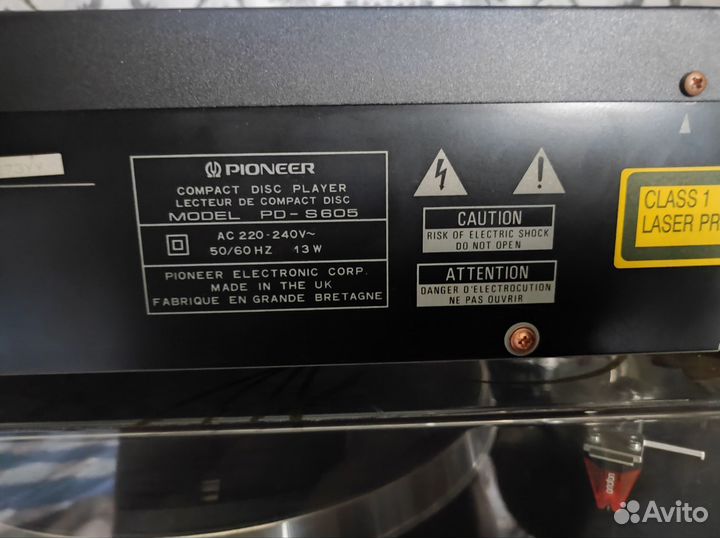 PIONEER
COMPACT DISC PLAYER
LECTEUR DE COMPACT DISC
MODEL PD-S605
AC 220-240V~
50/60 HZ 13 W
PIONEER ELECTRONIC CORP.
MADE IN THE UK
FABRIQUE EN GRANDE BRETAGNE
CAUTION
RISK OF ELECTRIC SHOCK
DO NOT OPEN
ATTENTION
DANGER D'ELECTROCUTION
NE PAS OUVRIR
CLASS 1
LASER PR
ortofon
Avito